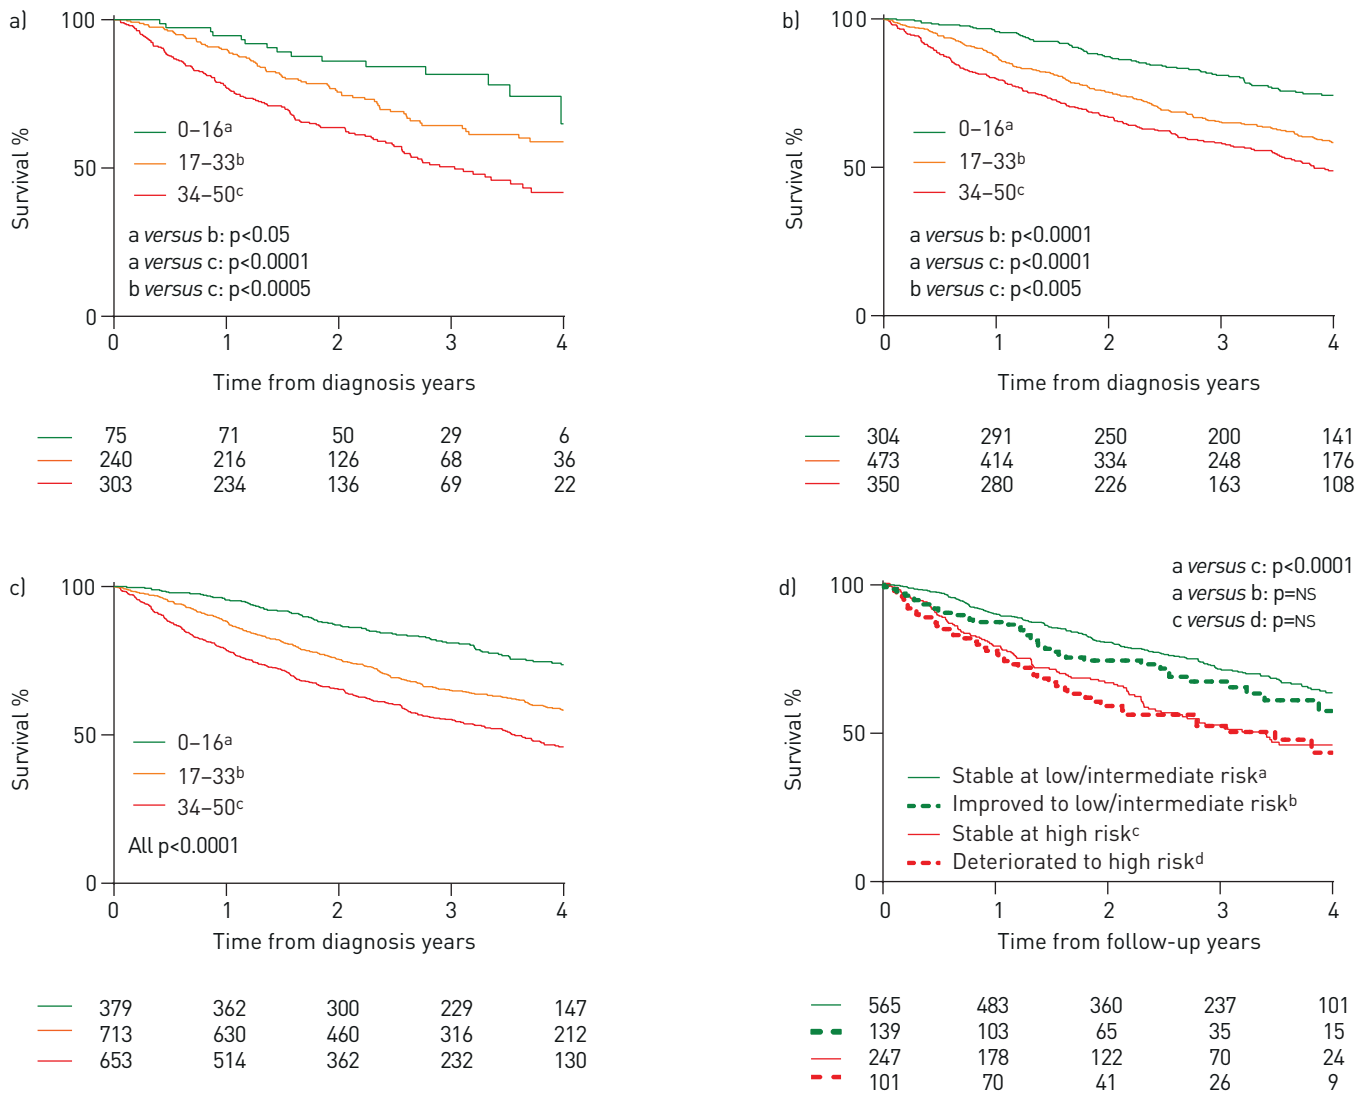 a)
100
50
0
Survival %
0–16a
17–33b
34–50c
a versus b: p<0.05
a versus c: p<0.0001
b versus c: p<0.0005
0 1 2 3 4
Time from diagnosis years
75 71 50 29 6
240 216 126 68 36
303 234 136 69 22
b)
100
50
0
Survival %
0–16a
17–33b
34–50c
a versus b: p<0.0001
a versus c: p<0.0001
b versus c: p<0.005
0 1 2 3 4
Time from diagnosis years
304 291 250 200 141
473 414 334 248 176
350 280 226 163 108
c)
100
50
0
Survival %
0–16a
17–33b
34–50c
All p<0.0001
0 1 2 3 4
Time from diagnosis years
379 362 300 229 147
713 630 460 316 212
653 514 362 232 130
d)
100
50
0
Survival %
a versus c: p<0.0001
a versus b: p=NS
c versus d: p=NS
Stable at low/intermediate riska
Improved to low/intermediate riskb
Stable at high riskc
Deteriorated to high riskd
0 1 2 3 4
Time from follow-up years
565 483 360 237 101
139 103 65 35 15
247 178 122 70 24
101 70 41 26 9